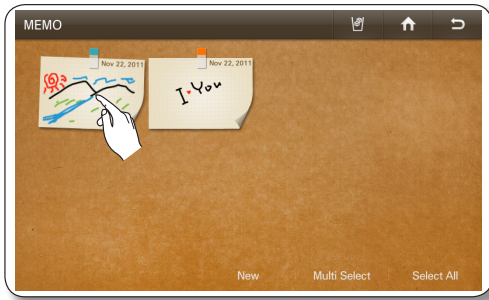 MEMO
Nov 22, 2011
Nov 22, 2011
I You
New
Multi Select
Select All